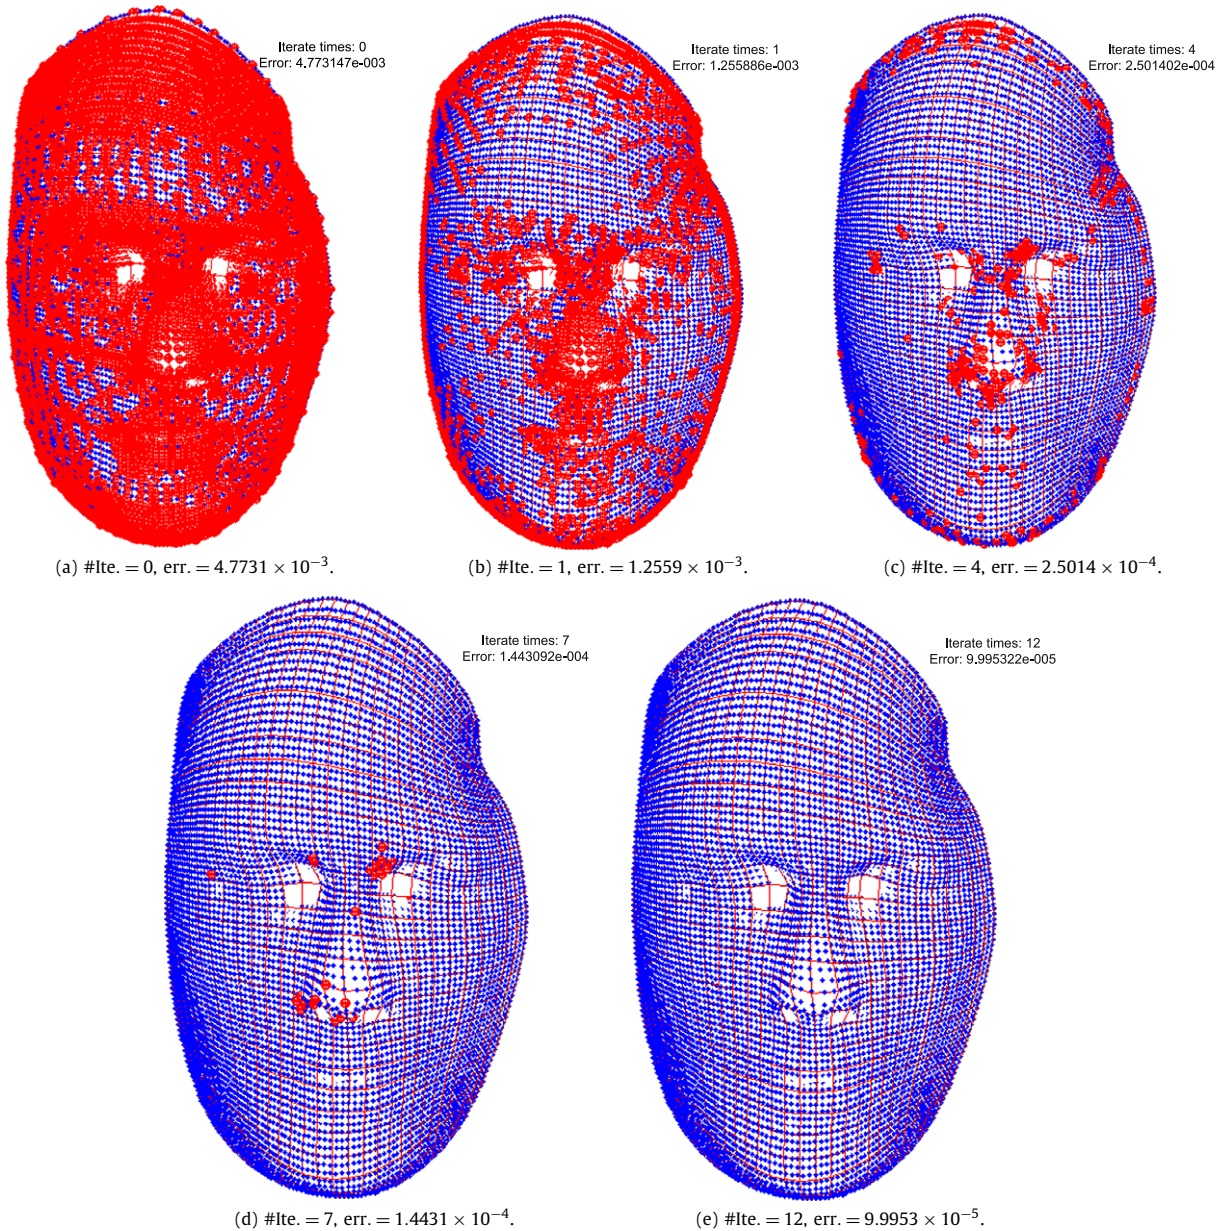 Iterate times: 0
Error: 4.773147e-003
Iterate times: 1
Error: 1.255886e-003
Iterate times: 4
Error: 2.501402e-004
(a) #Ite. = 0, err. = 4.7731 × 10⁻³.
(b) #Ite. = 1, err. = 1.2559 × 10⁻³.
(c) #Ite. = 4, err. = 2.5014 × 10⁻⁴.
Iterate times: 7
Error: 1.443092e-004
Iterate times: 12
Error: 9.995322e-005
(d) #Ite. = 7, err. = 1.4431 × 10⁻⁴.
(e) #Ite. = 12, err. = 9.9953 × 10⁻⁵.